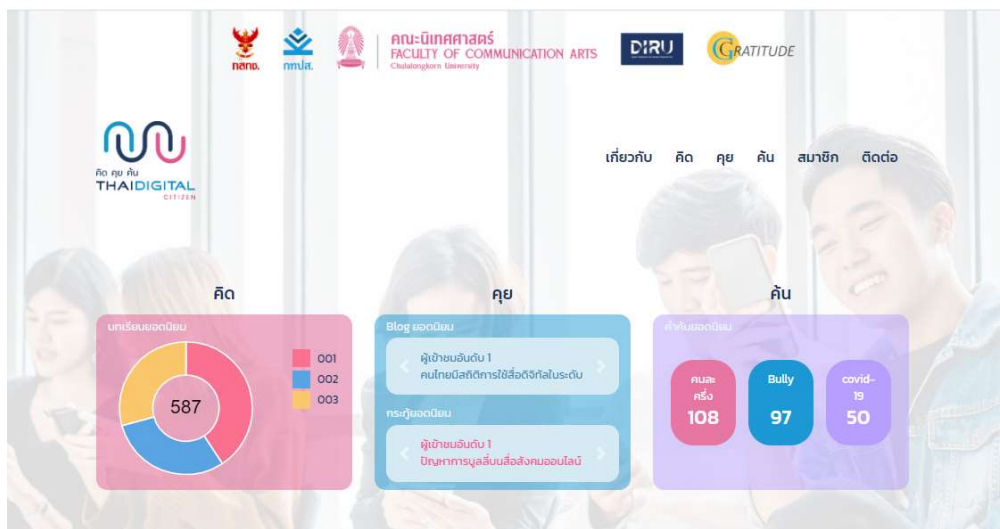 กสทช.
กทปส.
คณะนิเทศศาสตร์
FACULTY OF COMMUNICATION ARTS
Chulalongkorn University
DIRU
GRATITUDE
คิด คุย ค้น
THAIDIGITAL
CITIZEN
เกี่ยวกับ คิด คุย ค้น สมาชิก ติดต่อ
คิด
บทเรียนยอดนิยม
587
001
002
003
คุย
Blog ยอดนิยม
ผู้เข้าชมอันดับ 1
คนไทยมีสถิติการใช้สื่อดิจิทัลในระดับ
กระทู้ยอดนิยม
ผู้เข้าชมอันดับ 1
ปัญหาการบูลลี่บนสื่อสังคมออนไลน์
ค้น
คำค้นยอดนิยม
คนละ
ครึ่ง
108
Bully
97
covid-
19
50